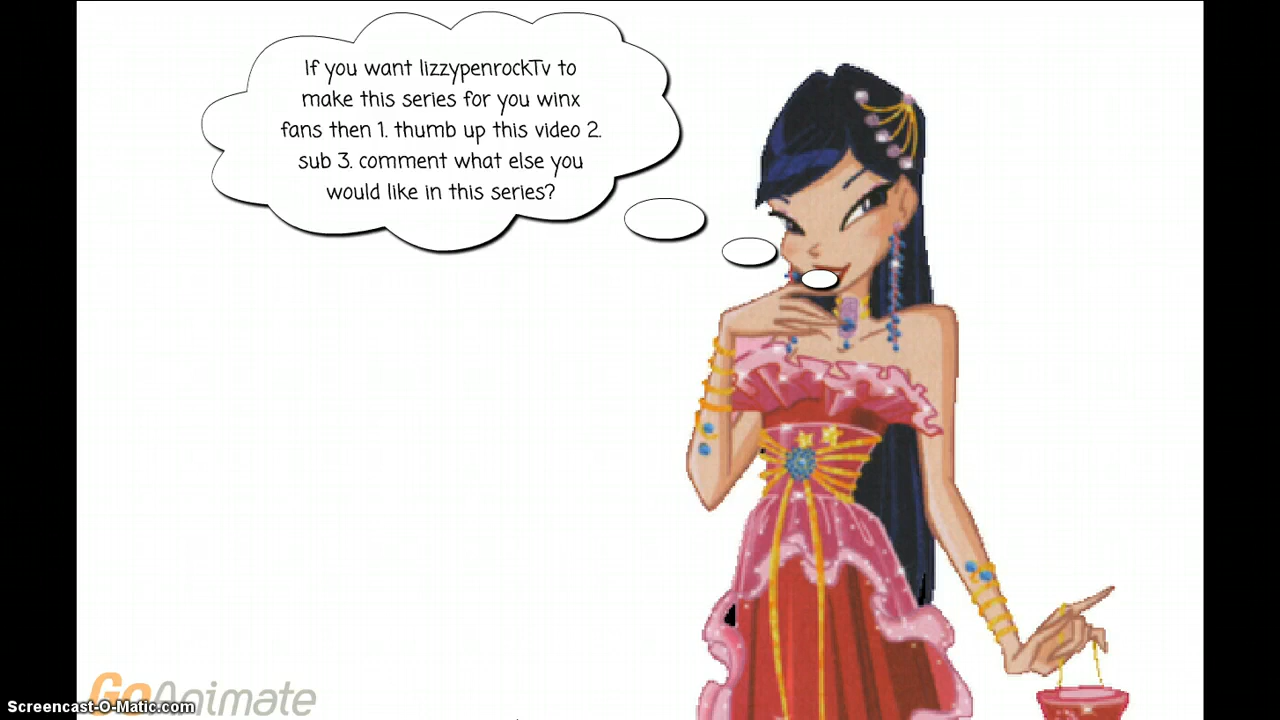 If you want lizzypenrockTv to
make this series for you winx
fans then 1. thumb up this video 2.
sub 3. comment what else you
would like in this series?
GoAnimate
Screencast-O-Matic.com